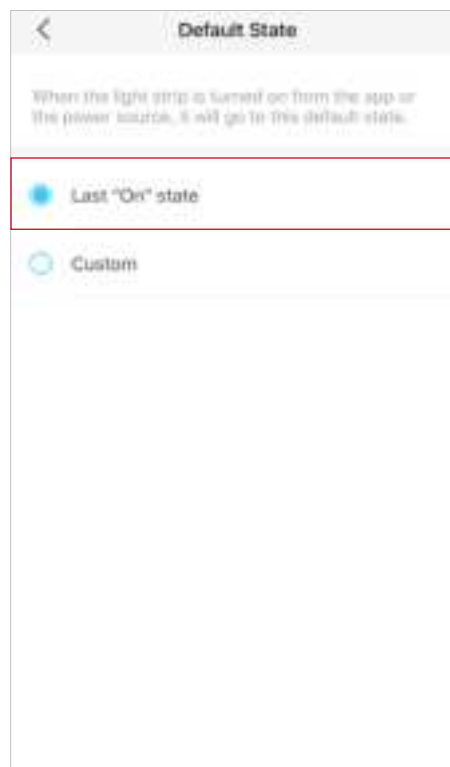 Default State
When the light strip is turned on from the app or
the power source, it will go to this default state.
Last "On" state
Custom